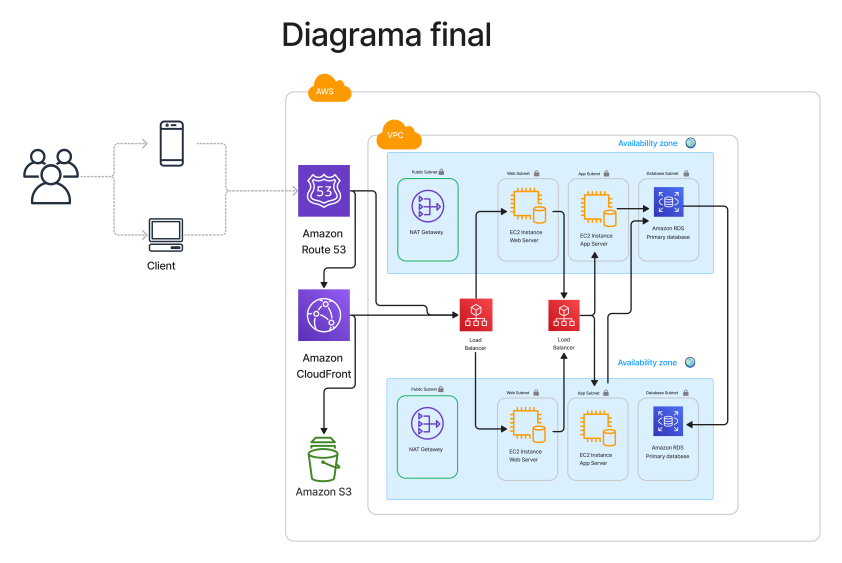 Diagrama final
AWS
VPC
Availability zone
Public Subnet
Web Subnet
App Subnet
Database Subnet
53
NAT Getawey
EC2 Instance
Web Server
EC2 Instance
App Server
Amazon RDS
Primary database
Amazon
Route 53
Client
Amazon
CloudFront
Load
Balancer
Load
Balancer
Availability zone
Public Subnet
Web Subnet
App Subnet
Database Subnet
NAT Getawey
EC2 Instance
Web Server
EC2 Instance
App Server
Amazon RDS
Primary database
Amazon S3